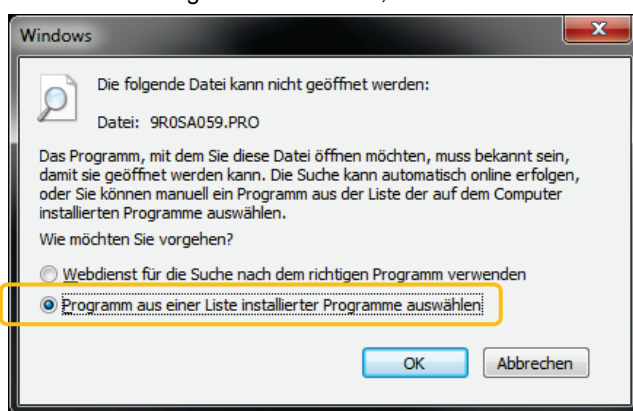 Windows
Die folgende Datei kann nicht geöffnet werden:
Datei: 9R0SA059.PRO
Das Programm, mit dem Sie diese Datei öffnen möchten, muss bekannt sein,
damit sie geöffnet werden kann. Die Suche kann automatisch online erfolgen,
oder Sie können manuell ein Programm aus der Liste der auf dem Computer
installierten Programme auswählen.
Wie möchten Sie vorgehen?
Webdienst für die Suche nach dem richtigen Programm verwenden
Programm aus einer Liste installierter Programme auswählen
OK Abbrechen